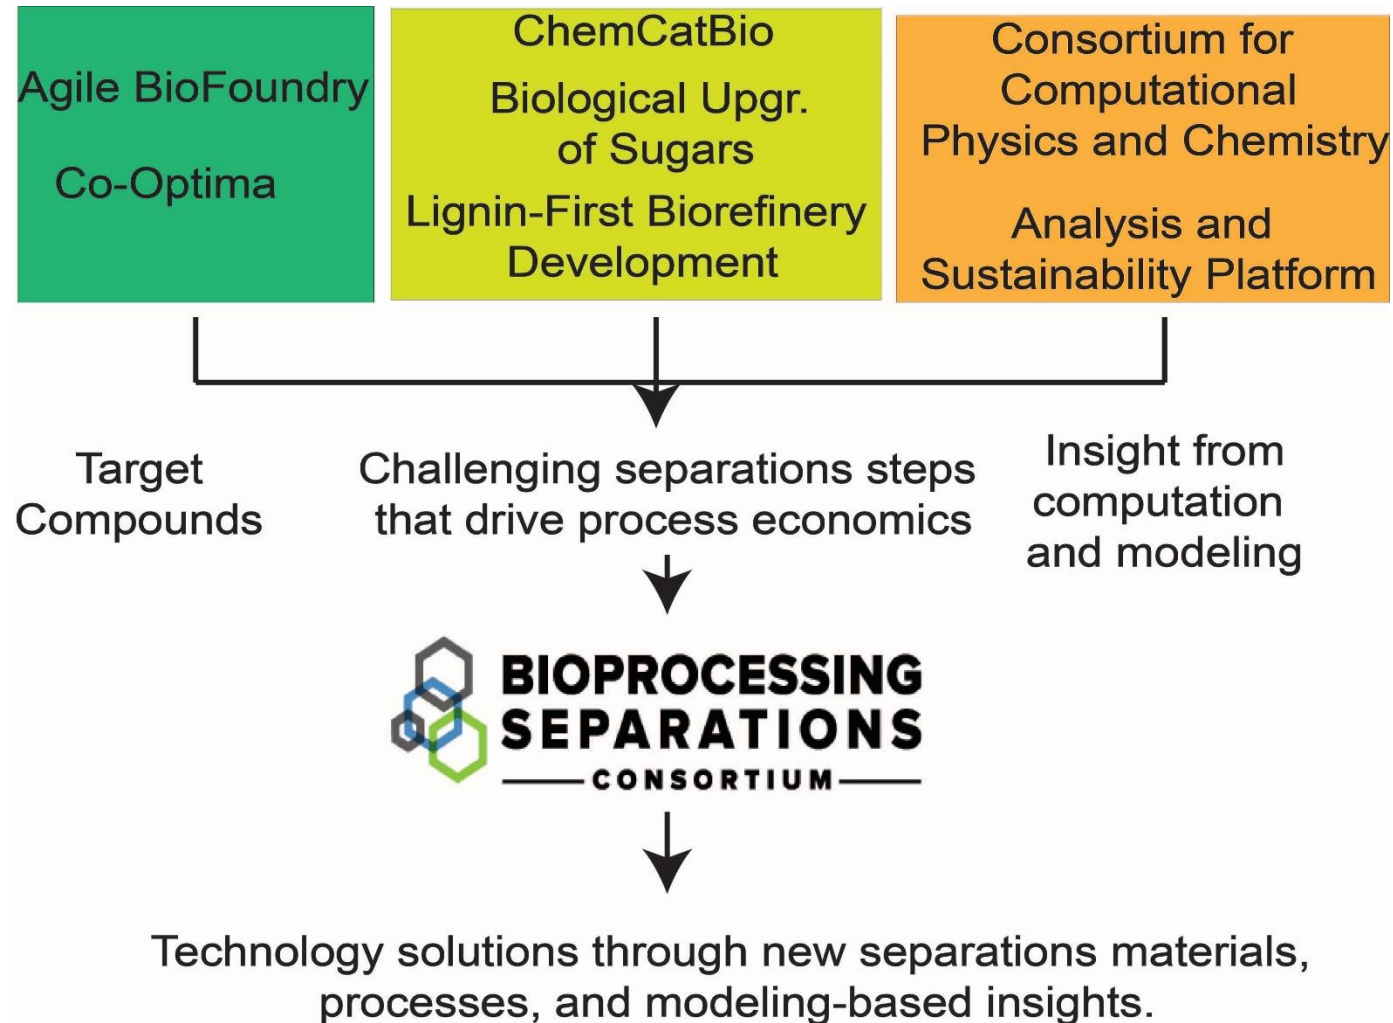 Agile BioFoundry
Co-Optima
ChemCatBio
Biological Upgr.
of Sugars
Lignin-First Biorefinery
Development
Consortium for
Computational
Physics and Chemistry
Analysis and
Sustainability Platform
Target
Compounds
Challenging separations steps
that drive process economics
Insight from
computation
and modeling
BIOPROCESSING
SEPARATIONS
CONSORTIUM
Technology solutions through new separations materials,
processes, and modeling-based insights.